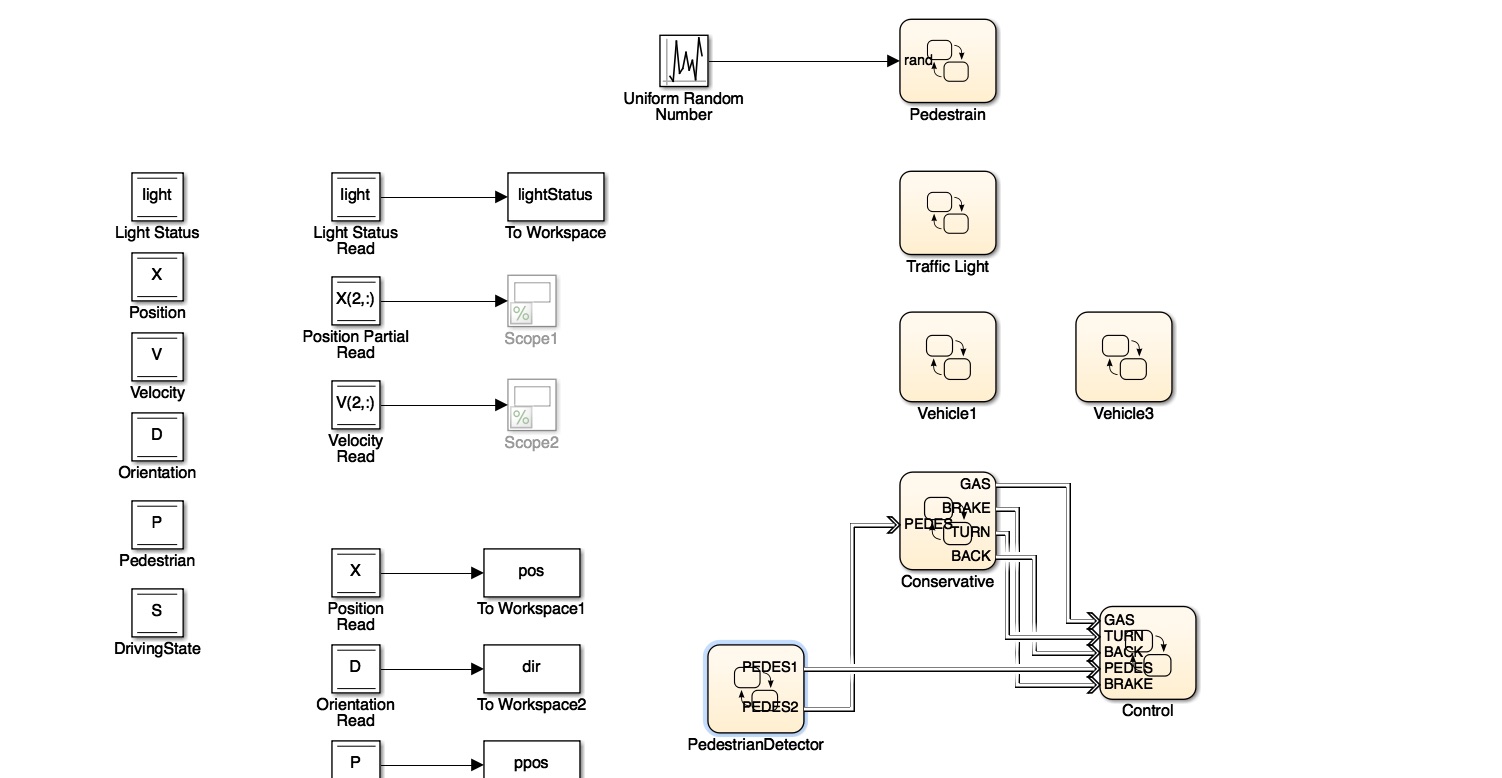 rand
Uniform Random
Number
Pedestrain
light
Light Status
light
Light Status
Read
lightStatus
To Workspace
Traffic Light
X
Position
X(2,:)
Position Partial
Read
%
Scope1
V
Velocity
V(2,:)
Velocity
Read
%
Scope2
Vehicle1
Vehicle3
D
Orientation
P
Pedestrian
S
DrivingState
X
Position
Read
pos
To Workspace1
D
Orientation
Read
dir
To Workspace2
P
ppos
GAS
BRAKE
PEDES
TURN
BACK
Conservative
PEDES1
PEDES2
PedestrianDetector
GAS
TURN
BACK
PEDES
BRAKE
Control